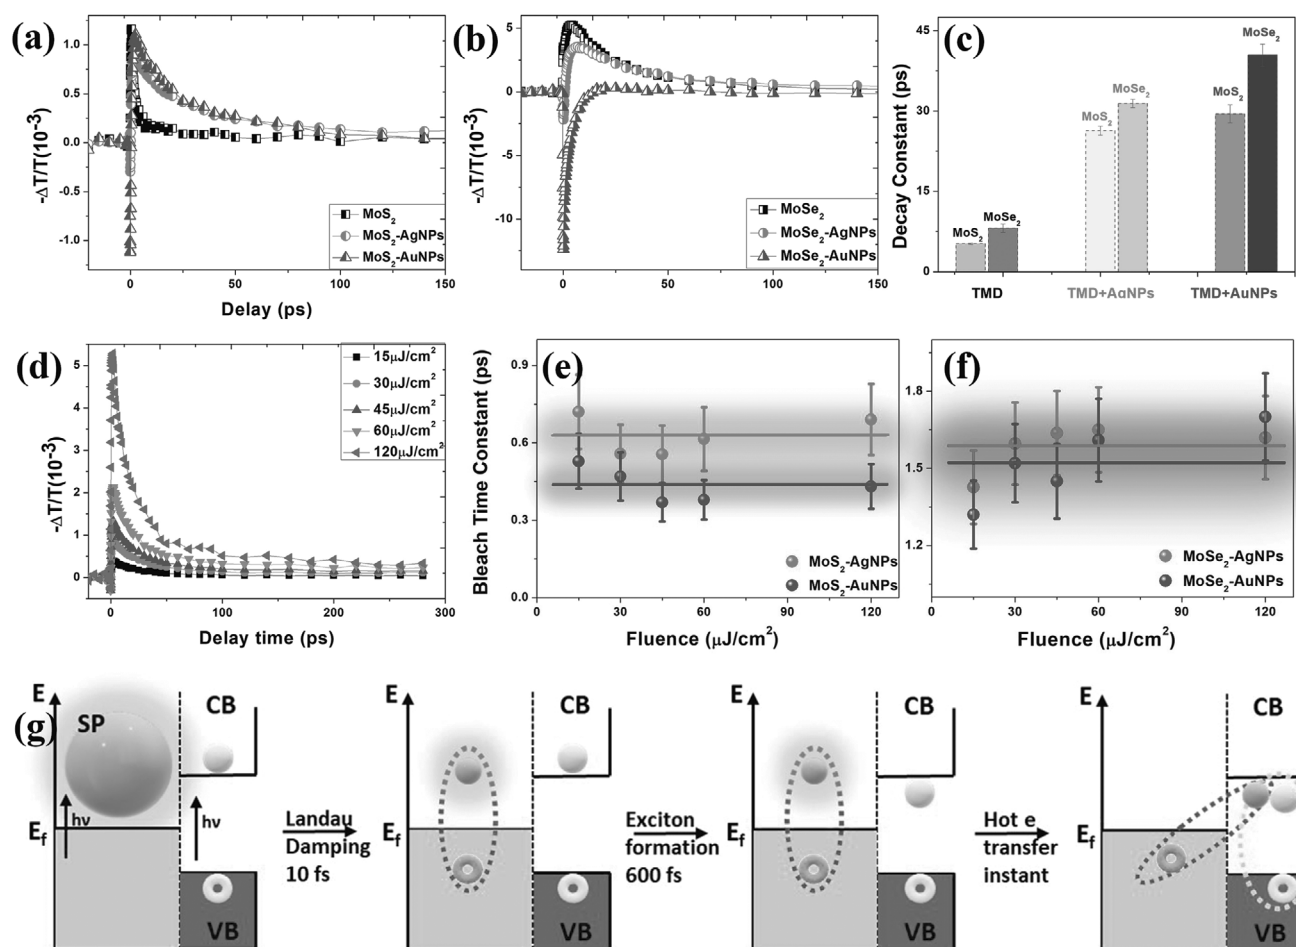 (a)
-ΔT/T(10⁻³)
1.0
0.5
0.0
-0.5
-1.0
MoS₂
MoS₂-AgNPs
MoS₂-AuNPs
0 50 100 150
Delay (ps)
(b)
-ΔT/T(10⁻³)
5
0
-5
-10
MoSe₂
MoSe₂-AgNPs
MoSe₂-AuNPs
0 50 100 150
Delay (ps)
(c)
Decay Constant (ps)
45
30
15
0
MoS₂
MoSe₂
MoS₂
MoSe₂
MoS₂
MoSe₂
TMD TMD+AgNPs TMD+AuNPs
(d)
-ΔT/T(10⁻³)
5
4
3
2
1
0
15μJ/cm²
30μJ/cm²
45μJ/cm²
60μJ/cm²
120μJ/cm²
0 100 200 300
Delay time (ps)
(e)
Bleach Time Constant (ps)
0.9
0.6
0.3
0.0
MoS₂-AgNPs
MoS₂-AuNPs
0 30 60 90 120
Fluence (μJ/cm²)
(f)
1.8
1.5
1.2
MoSe₂-AgNPs
MoSe₂-AuNPs
0 30 60 90 120
Fluence (μJ/cm²)
(g)
E
SP
CB
hν
hν
E_f
VB
Landau
Damping
10 fs
E
CB
VB
Exciton
formation
600 fs
E
CB
VB
Hot e
transfer
instant
E
CB
E_f
VB